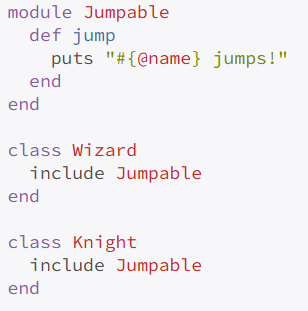 module Jumpable
  def jump
    puts "#{@name} jumps!"
  end
end

class Wizard
  include Jumpable
end

class Knight
  include Jumpable
end